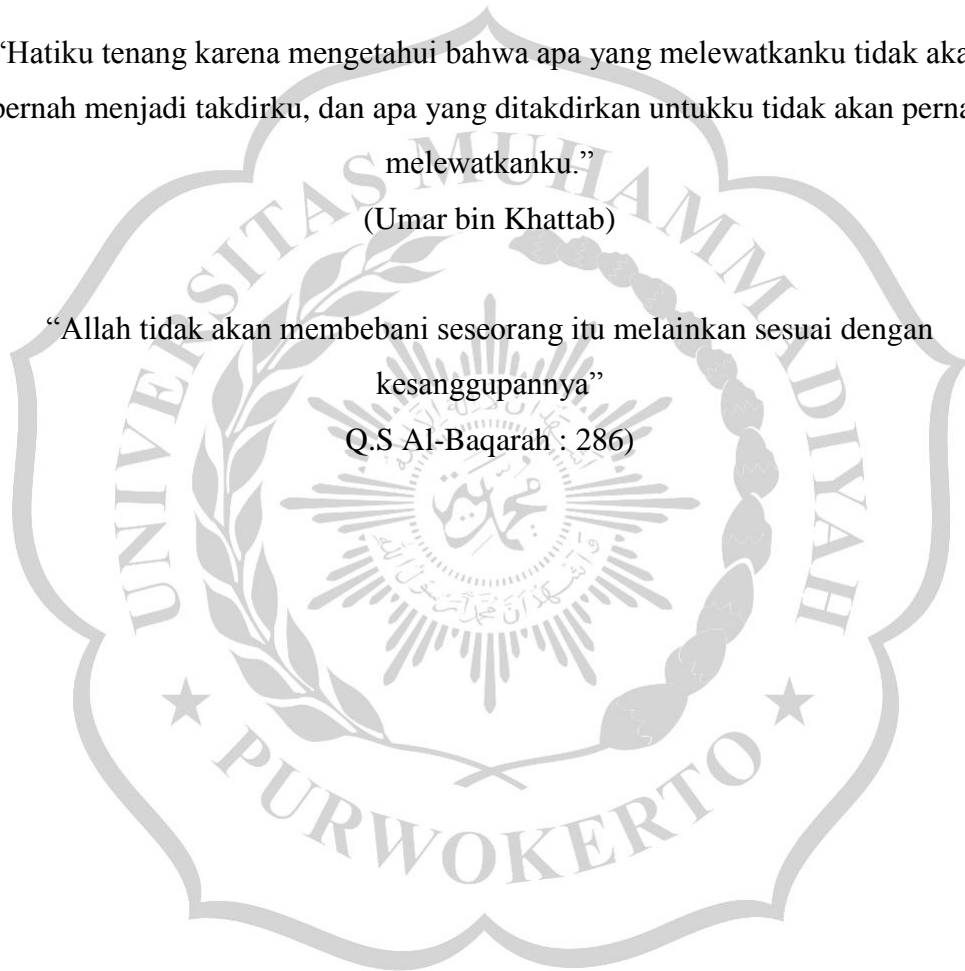 “Hatiku tenang karena mengetahui bahwa apa yang melewatkanku tidak aka
pernah menjadi takdirku, dan apa yang ditakdirkan untukku tidak akan perna
melewatkanku.”
(Umar bin Khattab)
“Allah tidak akan membebani seseorang itu melainkan sesuai dengan
kesanggupannya”
Q.S Al-Baqarah : 286)
UNIVERSITAS MUHAMMADIYAH
PURWOKERTO
محمدية